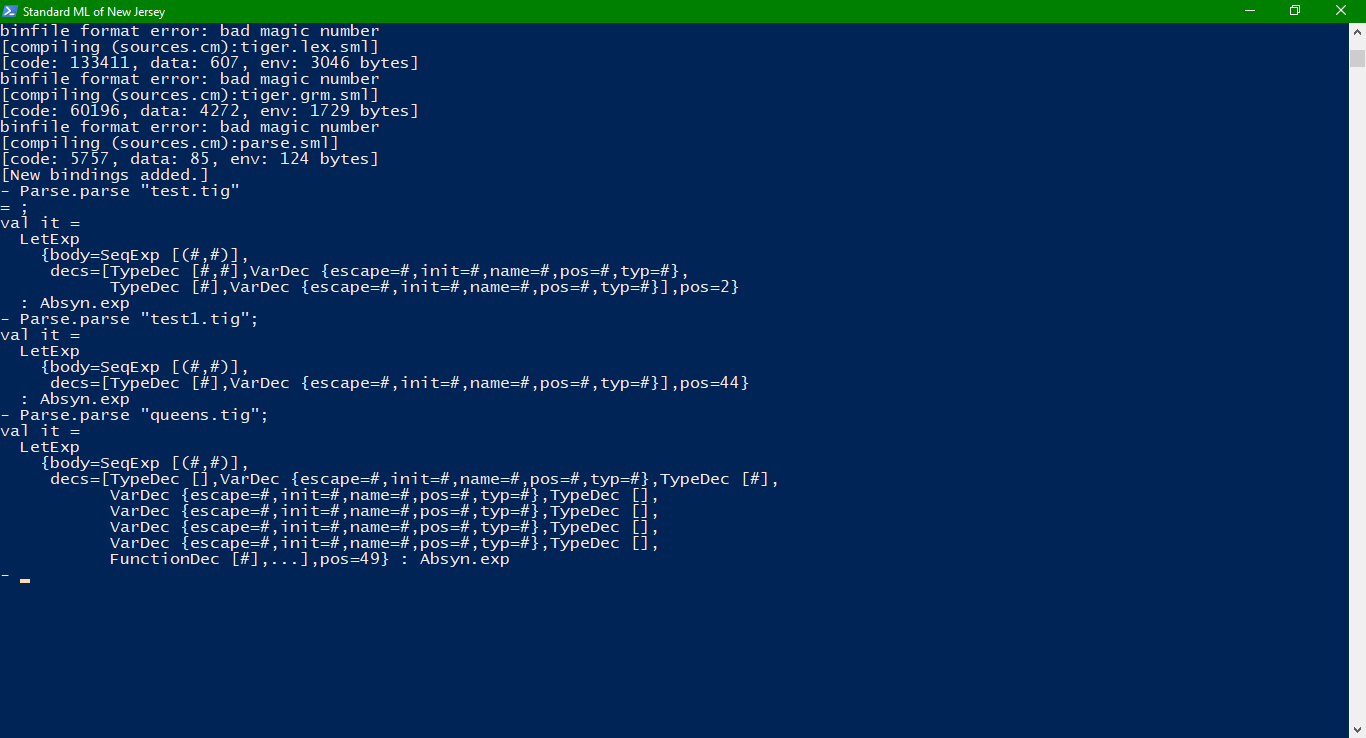 Standard ML of New Jersey
binfile format error: bad magic number
[compiling (sources.cm):tiger.lex.sml]
[code: 133411, data: 607, env: 3046 bytes]
binfile format error: bad magic number
[compiling (sources.cm):tiger.grm.sml]
[code: 60196, data: 4272, env: 1729 bytes]
binfile format error: bad magic number
[compiling (sources.cm):parse.sml]
[code: 5757, data: 85, env: 124 bytes]
[New bindings added.]
- Parse.parse "test.tig"
= ;
val it =
  LetExp
    {body=SeqExp [(#,#)],
     decs=[TypeDec [#,#],VarDec {escape=#,init=#,name=#,pos=#,typ=#},
           TypeDec [#],VarDec {escape=#,init=#,name=#,pos=#,typ=#}],pos=2}
  : Absyn.exp
- Parse.parse "test1.tig";
val it =
  LetExp
    {body=SeqExp [(#,#)],
     decs=[TypeDec [#],VarDec {escape=#,init=#,name=#,pos=#,typ=#}],pos=44}
  : Absyn.exp
- Parse.parse "queens.tig";
val it =
  LetExp
    {body=SeqExp [(#,#)],
     decs=[TypeDec [],VarDec {escape=#,init=#,name=#,pos=#,typ=#},TypeDec [#],
           VarDec {escape=#,init=#,name=#,pos=#,typ=#},TypeDec [],
           VarDec {escape=#,init=#,name=#,pos=#,typ=#},TypeDec [],
           VarDec {escape=#,init=#,name=#,pos=#,typ=#},TypeDec [],
           VarDec {escape=#,init=#,name=#,pos=#,typ=#},TypeDec [],
           FunctionDec [#],...],pos=49} : Absyn.exp
-